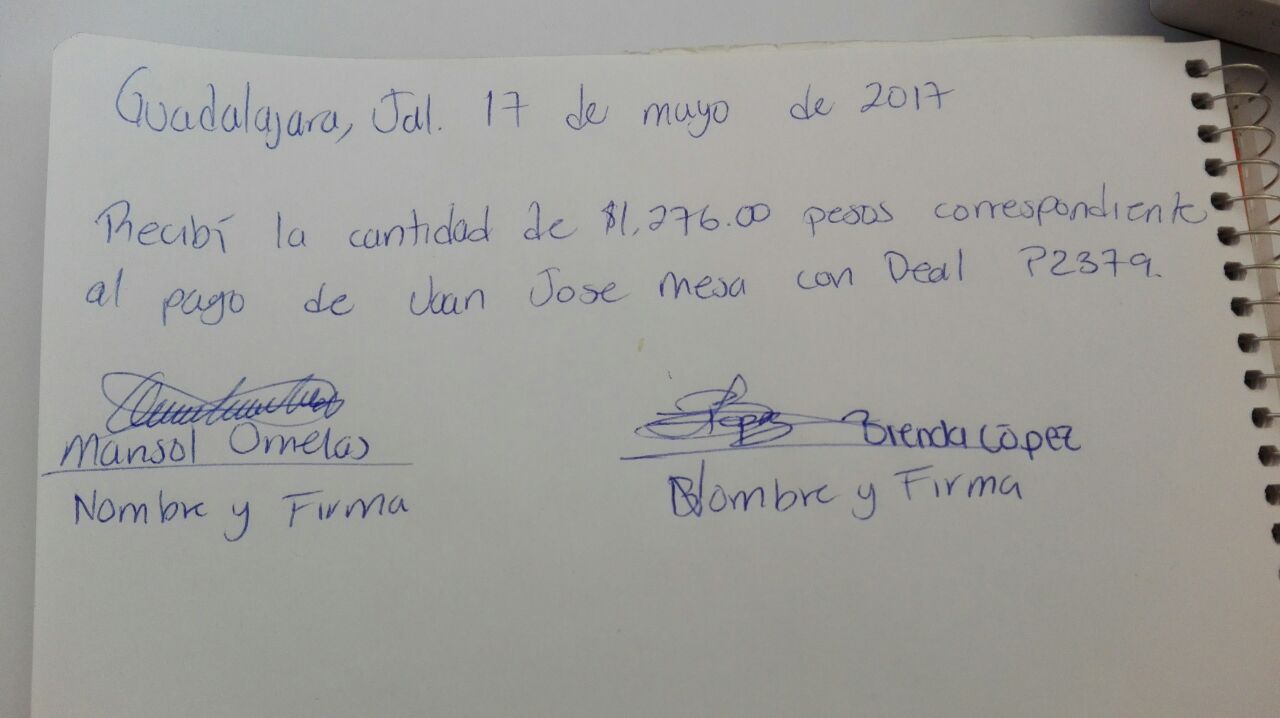 Guadalajara, Jal. 17 de mayo de 2017
Recibí la cantidad de $1,276.00 pesos correspondiente
al pago de Juan Jose mesa con Deal P2379.
Marisol Ornelas
Nombre y Firma
Brenda López
Nombre y Firma